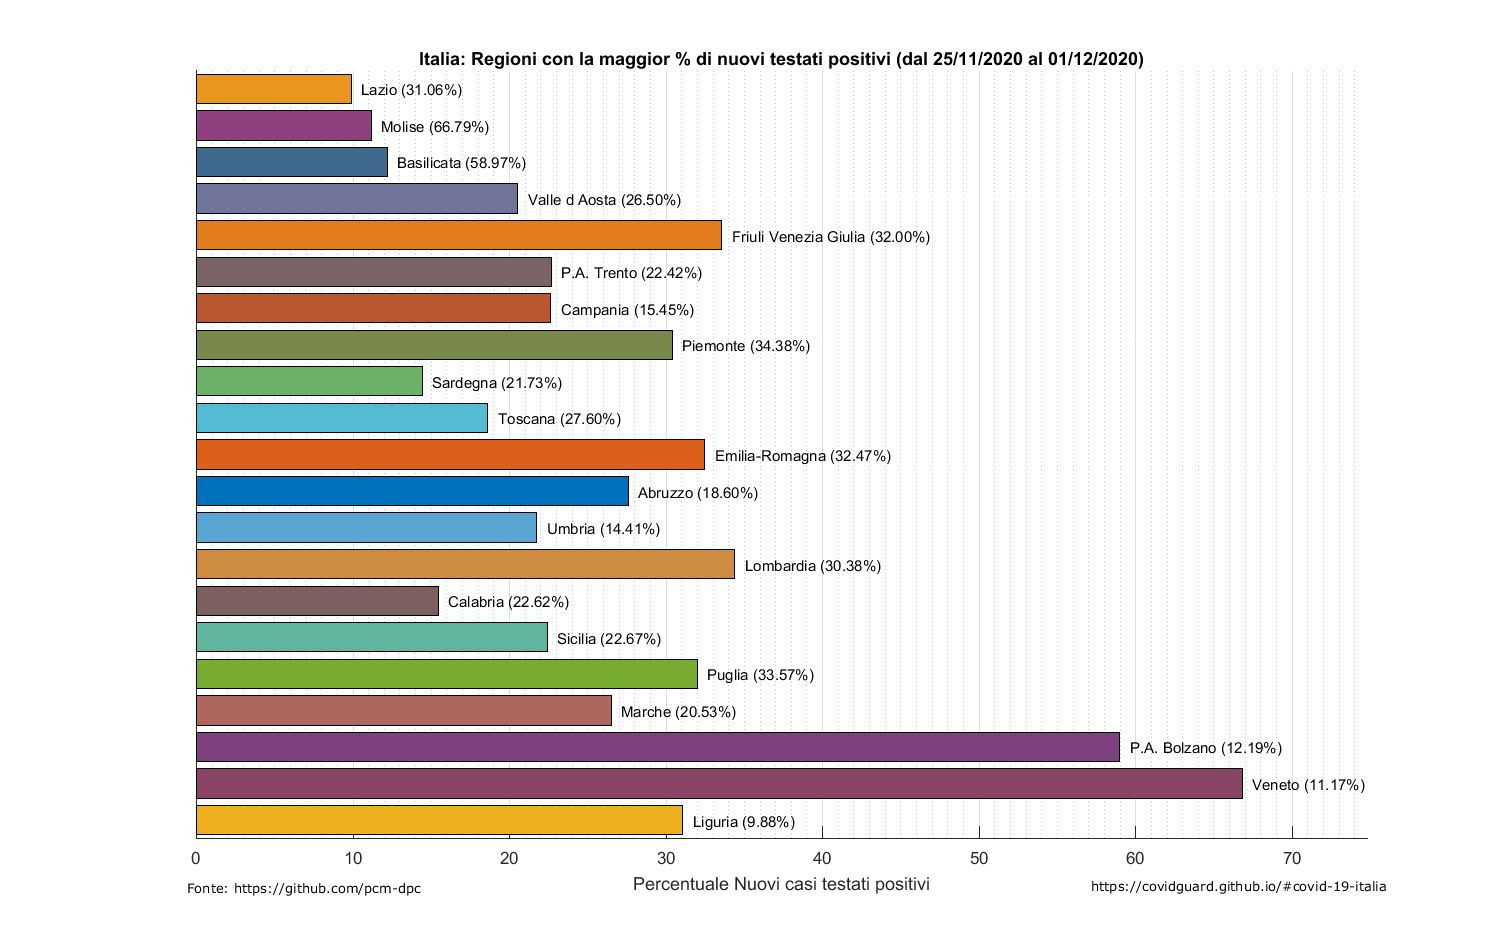 Italia: Regioni con la maggior % di nuovi testati positivi (dal 25/11/2020 al 01/12/2020)
Lazio (31.06%)
Molise (66.79%)
Basilicata (58.97%)
Valle d Aosta (26.50%)
Friuli Venezia Giulia (32.00%)
P.A. Trento (22.42%)
Campania (15.45%)
Piemonte (34.38%)
Sardegna (21.73%)
Toscana (27.60%)
Emilia-Romagna (32.47%)
Abruzzo (18.60%)
Umbria (14.41%)
Lombardia (30.38%)
Calabria (22.62%)
Sicilia (22.67%)
Puglia (33.57%)
Marche (20.53%)
P.A. Bolzano (12.19%)
Veneto (11.17%)
Liguria (9.88%)
0 10 20 30 40 50 60 70
Percentuale Nuovi casi testati positivi
Fonte: https://github.com/pcm-dpc
https://covidguard.github.io/#covid-19-italia